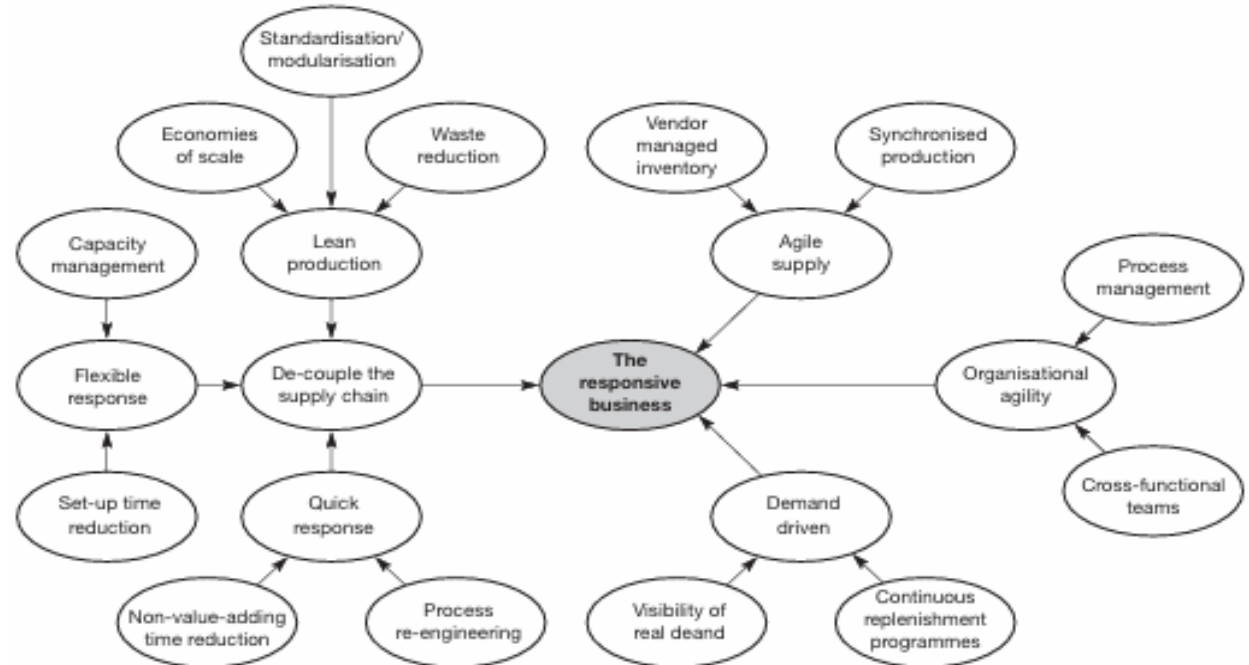 Standardisation/
modularisation
Economies
of scale
Waste
reduction
Vendor
managed
inventory
Synchronised
production
Capacity
management
Lean
production
Agile
supply
Process
management
Flexible
response
De-couple the
supply chain
The
responsive
business
Organisational
agility
Set-up time
reduction
Quick
response
Demand
driven
Cross-functional
teams
Non-value-adding
time reduction
Process
re-engineering
Visibility of
real deand
Continuous
replenishment
programmes